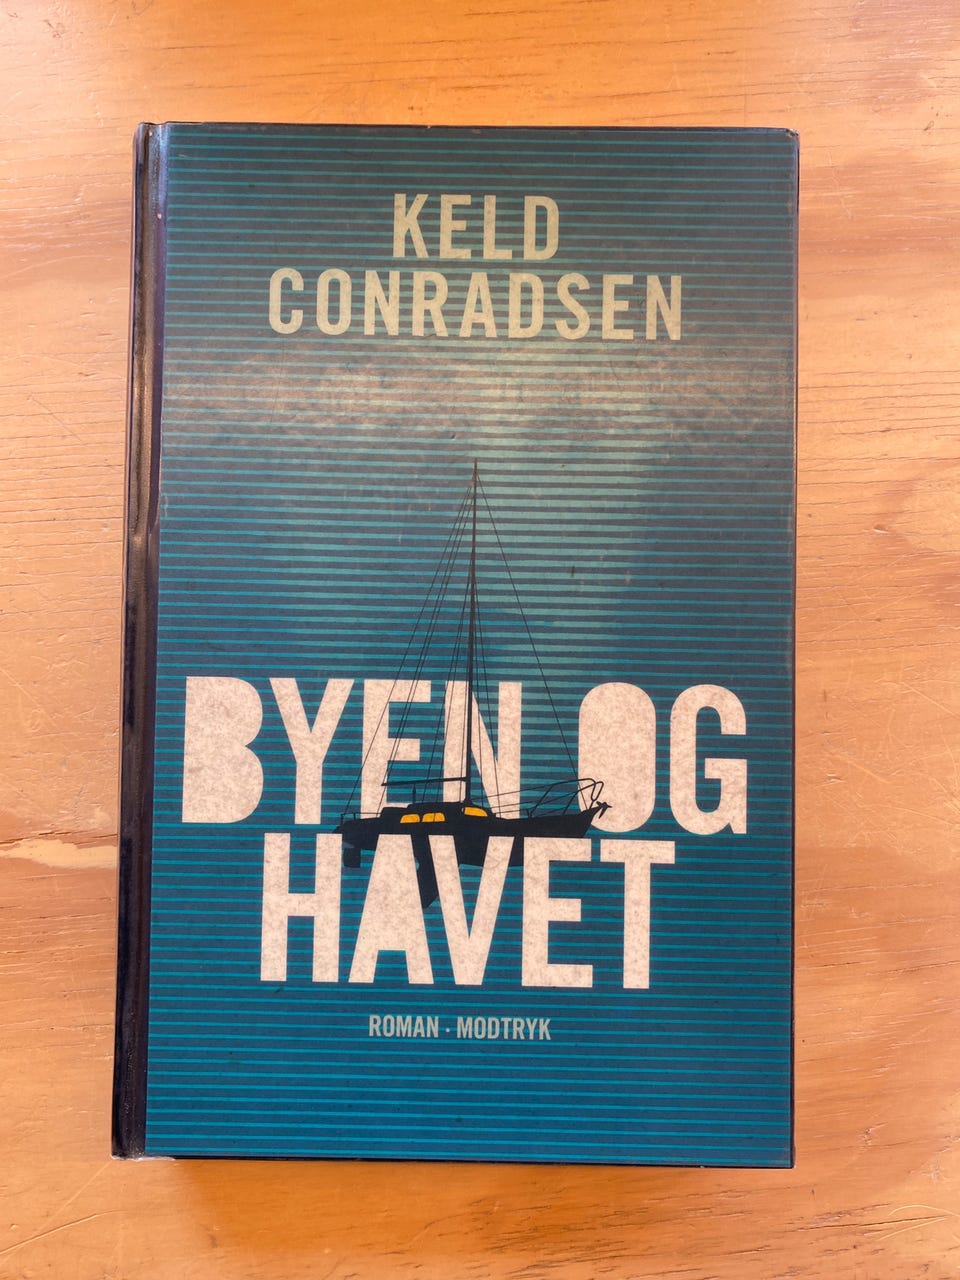 KELD
CONRADSEN
BYEN OG
HAVET
ROMAN · MODTRYK